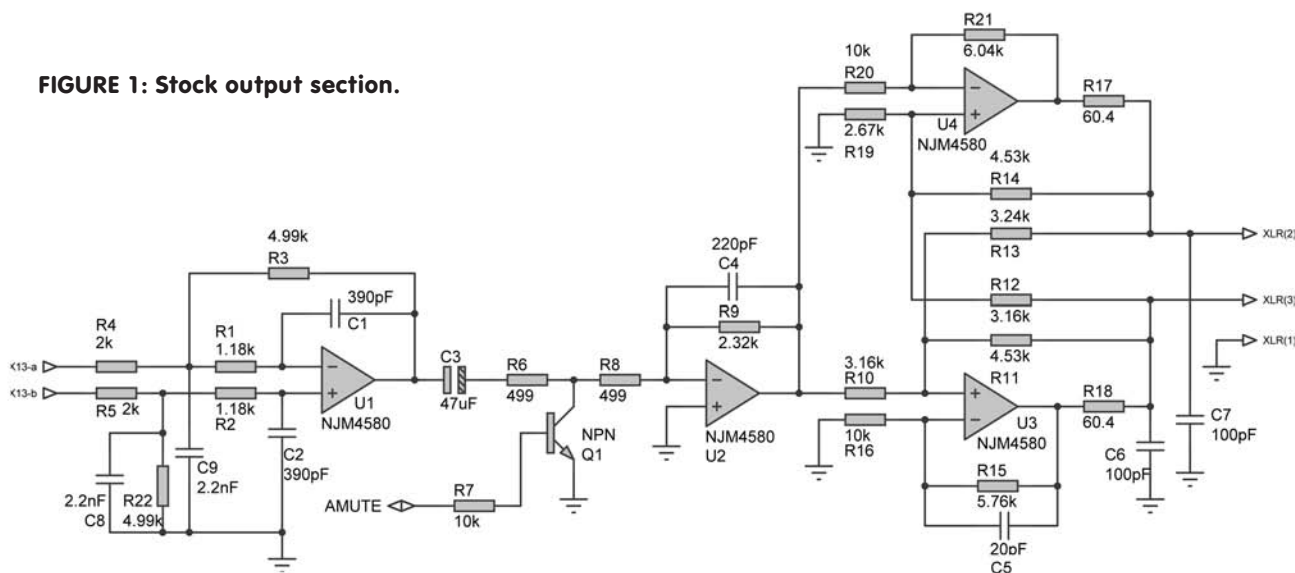 FIGURE 1: Stock output section.
10k
R20
R21
6.04k
2.67k
R19
U4
NJM4580
R17
60.4
4.53k
R14
3.24k
R13
XLR(2)
4.99k
R3
220pF
C4
R12
3.16k
XLR(3)
390pF
C1
R9
2.32k
4.53k
R11
XLR(1)
R4
2k
R1
1.18k
C3
47uF
R6
499
R8
499
3.16k
R10
K13-a
K13-b
R5
2k
1.18k
R2
U1
NJM4580
NJM4580
U2
10k
R16
U3
NJM4580
R18
60.4
C7
100pF
NPN
Q1
C9
2.2nF
C2
390pF
C6
100pF
2.2nF
C8
R22
4.99k
AMUTE
R7
10k
R15
5.76k
20pF
C5